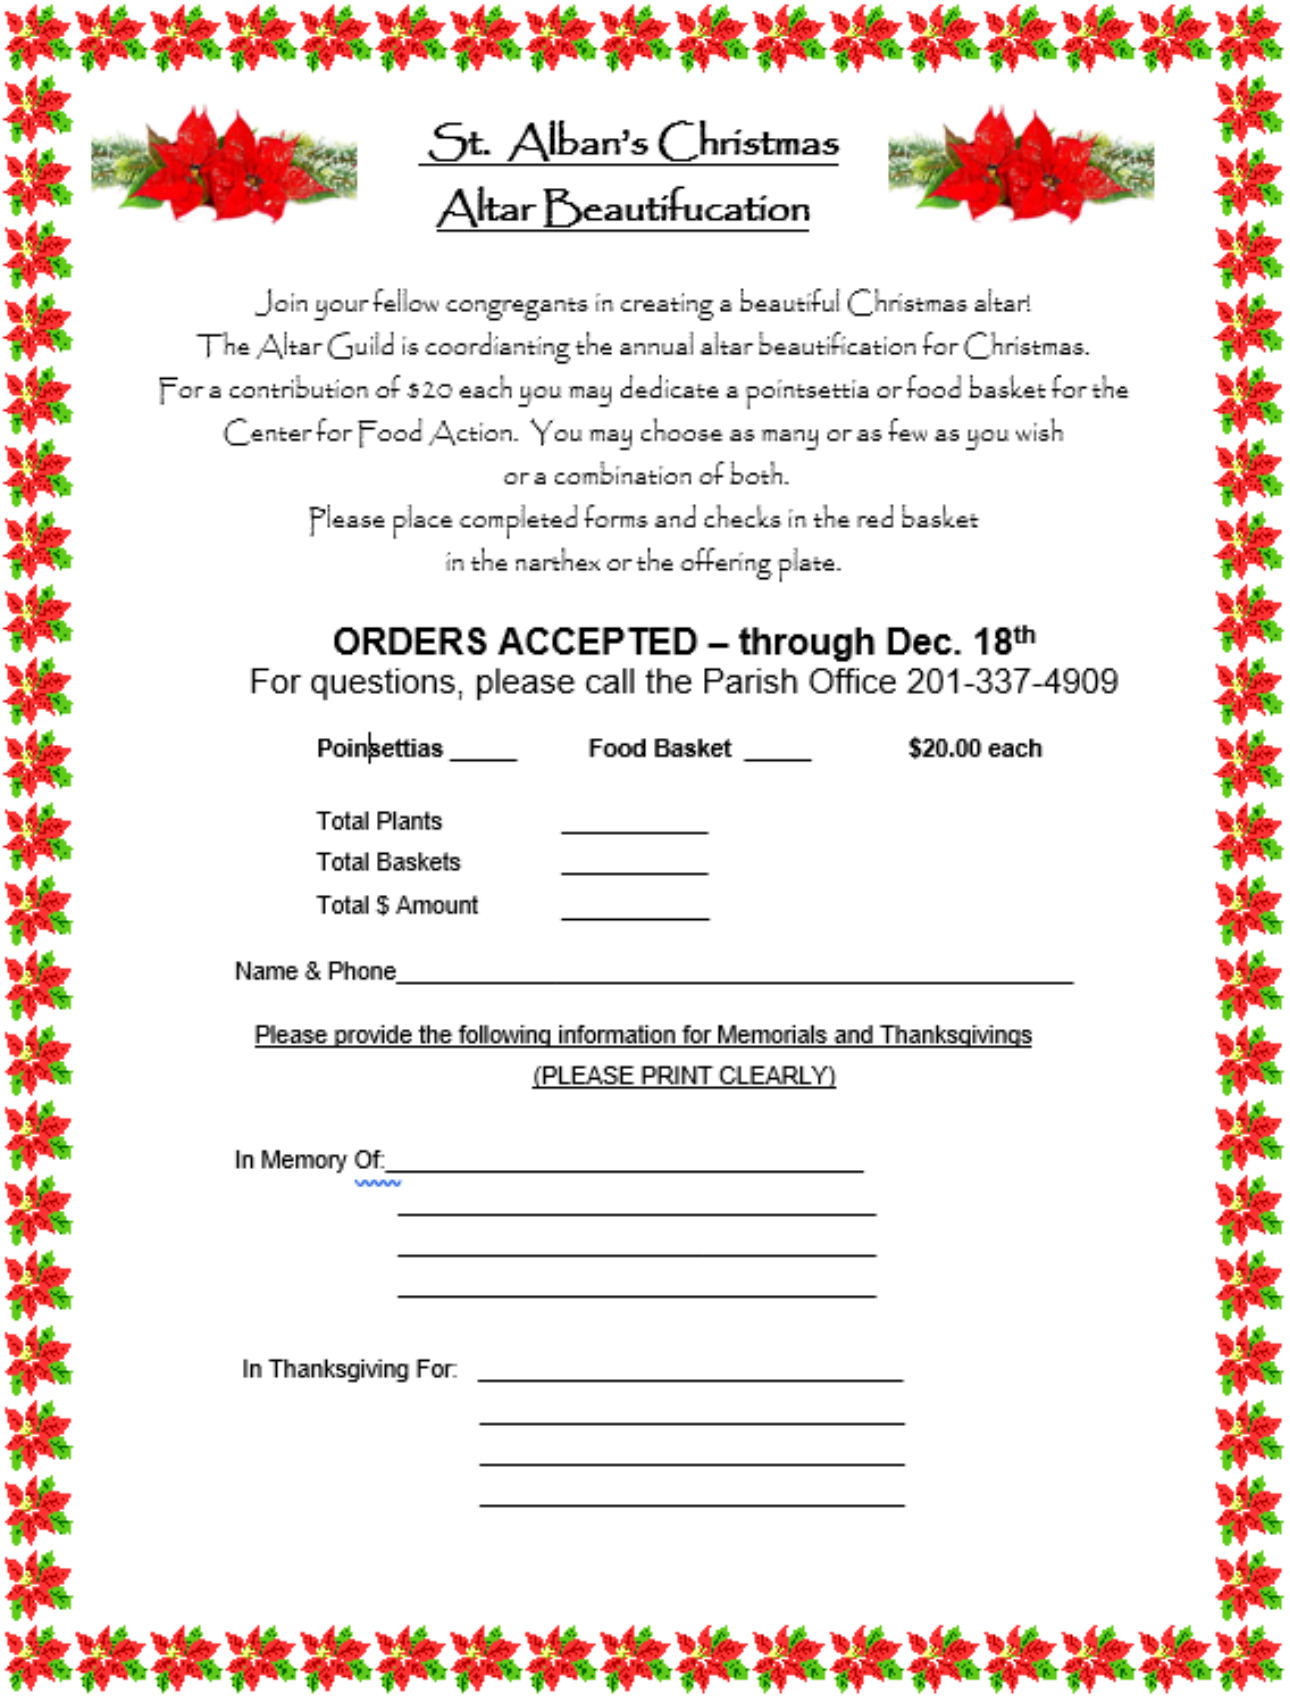 St. Alban's Christmas
Altar Beautifucation
Join your fellow congregants in creating a beautiful Christmas altar!
The Altar Guild is coordianting the annual altar beautification for Christmas.
For a contribution of $20 each you may dedicate a pointsettia or food basket for the
Center for Food Action. You may choose as many or as few as you wish
or a combination of both.
Please place completed forms and checks in the red basket
in the narthex or the offering plate.
ORDERS ACCEPTED – through Dec. 18th
For questions, please call the Parish Office 201-337-4909
Poinsettias _____ Food Basket _____ $20.00 each
Total Plants ___________
Total Baskets ___________
Total $ Amount ___________
Name & Phone___________
Please provide the following information for Memorials and Thanksgivings
(PLEASE PRINT CLEARLY)
In Memory Of:___________
In Thanksgiving For: ___________